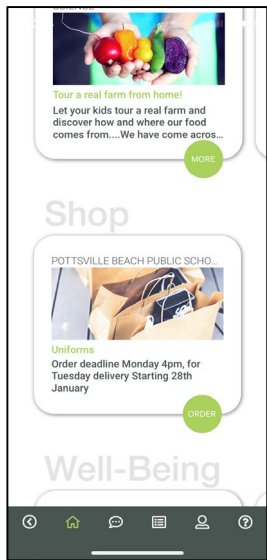 SCIENCE
Tour a real farm from home!
Let your kids tour a real farm and
discover how and where our food
comes from....We have come acros...
MORE
Shop
POTTSVILLE BEACH PUBLIC SCHO...
Uniforms
Order deadline Monday 4pm, for
Tuesday delivery Starting 28th
January
ORDER
Well-Being